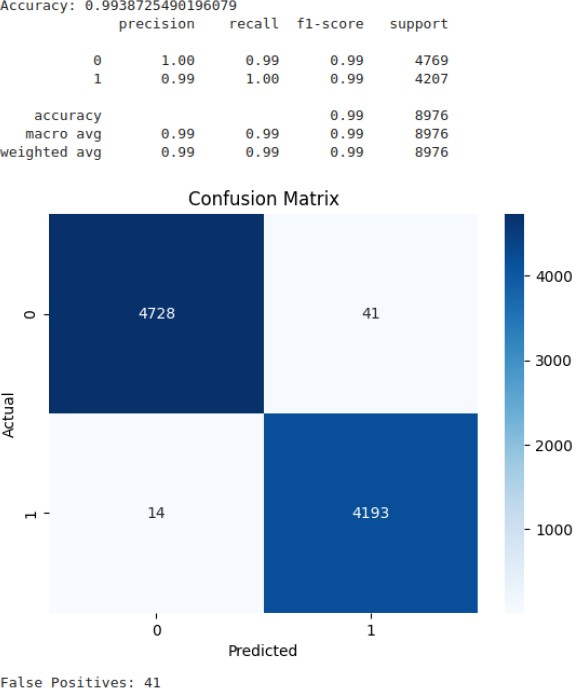 Accuracy: 0.9938725490196079
precision recall f1-score support
0 1.00 0.99 0.99 4769
1 0.99 1.00 0.99 4207
accuracy 0.99 8976
macro avg 0.99 0.99 0.99 8976
weighted avg 0.99 0.99 0.99 8976
Confusion Matrix
4728 41
14 4193
0
1
Actual
0 1
Predicted
4000
3000
2000
1000
False Positives: 41